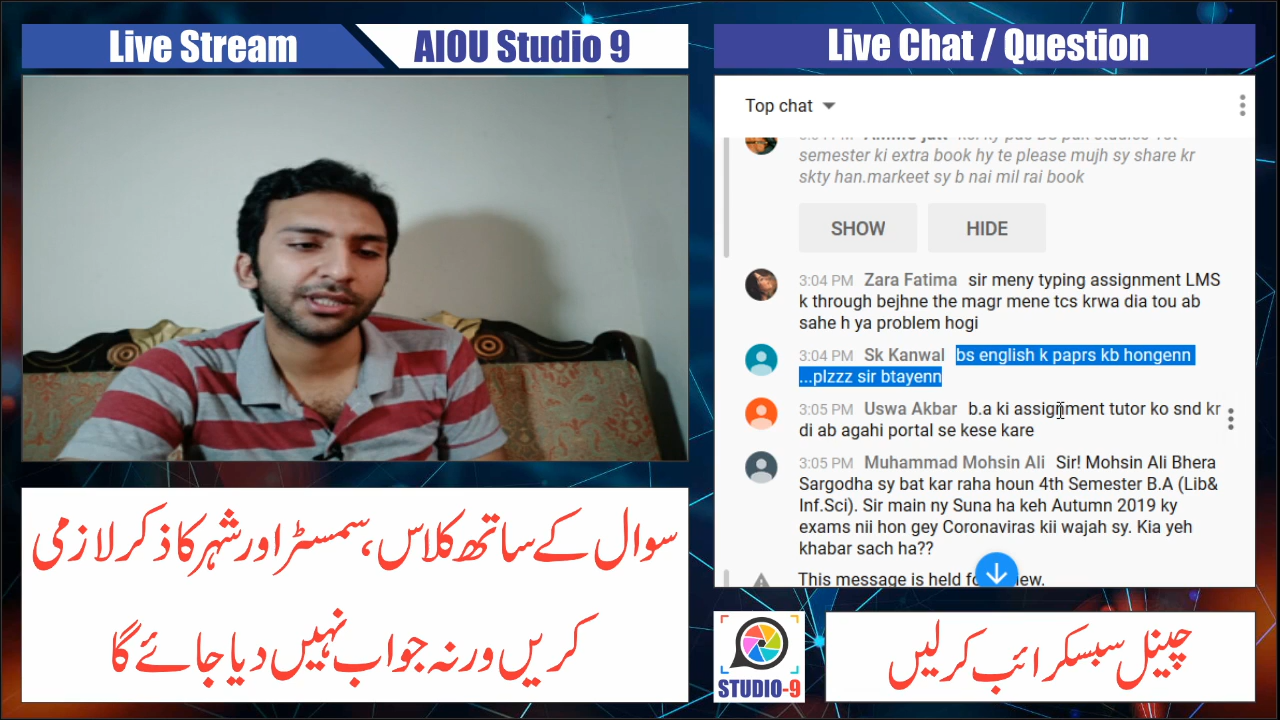 Live Stream
AIOU Studio 9
Live Chat / Question
Top chat
semester ki extra book hy te please mujh sy share kr
skty han.markeet sy b nai mil rai book
SHOW
HIDE
3:04 PM Zara Fatima sir meny typing assignment LMS
k through bejhne the magr mene tcs krwa dia tou ab
sahe h ya problem hogi
3:04 PM Sk Kanwal bs english k paprs kb hongenn
...plzzz sir btayenn
3:05 PM Uswa Akbar b.a ki assignment tutor ko snd kr
di ab agahi portal se kese kare
3:05 PM Muhammad Mohsin Ali Sir! Mohsin Ali Bhera
Sargodha sy bat kar raha houn 4th Semester B.A (Lib&
Inf.Sci). Sir main ny Suna ha keh Autumn 2019 ky
exams nii hon gey Coronaviras kii wajah sy. Kia yeh
khabar sach ha??
This message is held
سوال کے ساتھ کلاس، سمسٹر اور شہر کا ذکر لازمی
کریں ورنہ جواب نہیں دیا جائے گا
STUDIO-9
چینل سبسکرائب کرلیں